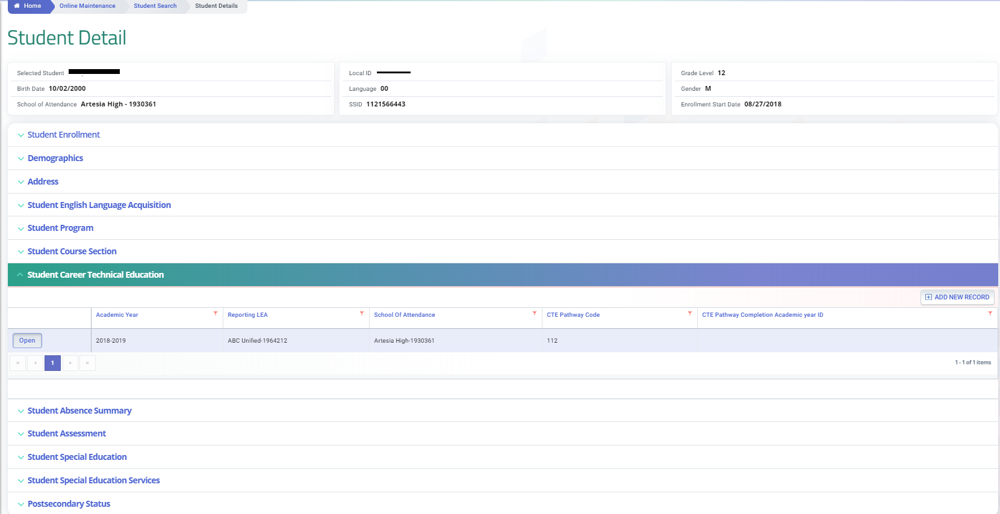 Home Online Maintenance Student Search Student Details
Student Detail
Selected Student
Birth Date 10/02/2000
School of Attendance Artesia High - 1930361
Local ID
Language 00
SSID 1121566443
Grade Level 12
Gender M
Enrollment Start Date 08/27/2018
Student Enrollment
Demographics
Address
Student English Language Acquisition
Student Program
Student Course Section
Student Career Technical Education
ADD NEW RECORD
Academic Year Reporting LEA School Of Attendance CTE Pathway Code CTE Pathway Completion Academic year ID
Open 2018-2019 ABC Unified-1964212 Artesia High-1930361 112
1 1 - 1 of 1 items
Student Absence Summary
Student Assessment
Student Special Education
Student Special Education Services
Postsecondary Status